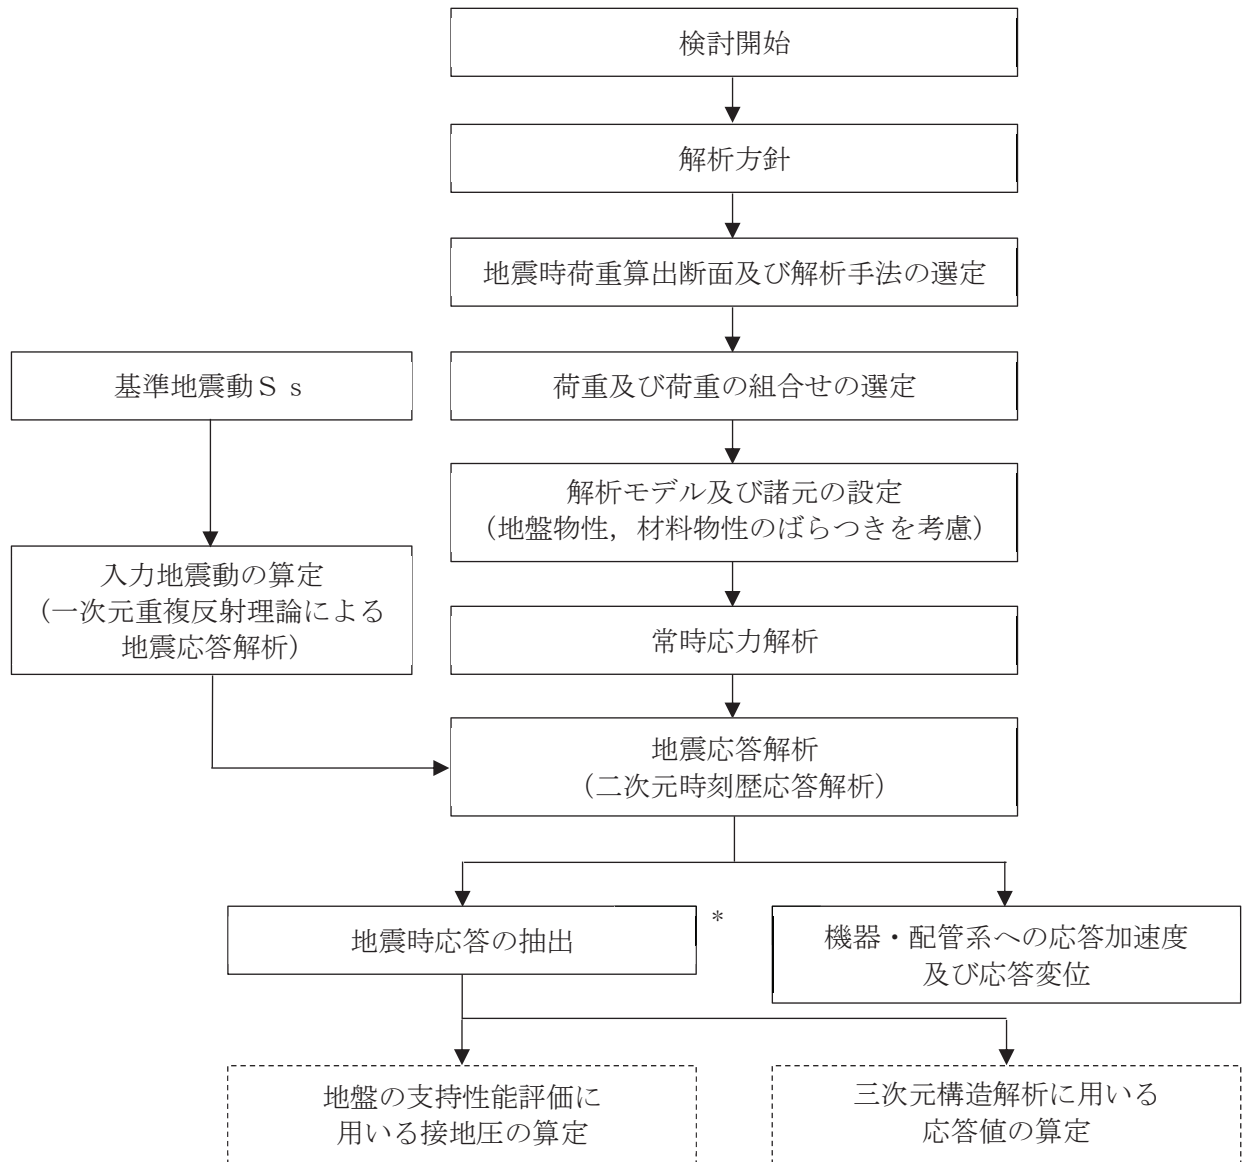 検討開始
解析方針
地震時荷重算出断面及び解析手法の選定
基準地震動Ｓｓ
荷重及び荷重の組合せの選定
解析モデル及び諸元の設定
（地盤物性，材料物性のばらつきを考慮）
入力地震動の算定
（一次元重複反射理論による
地震応答解析）
常時応力解析
地震応答解析
（二次元時刻歴応答解析）
地震時応答の抽出
*
機器・配管系への応答加速度
及び応答変位
地盤の支持性能評価に
用いる接地圧の算定
三次元構造解析に用いる
応答値の算定